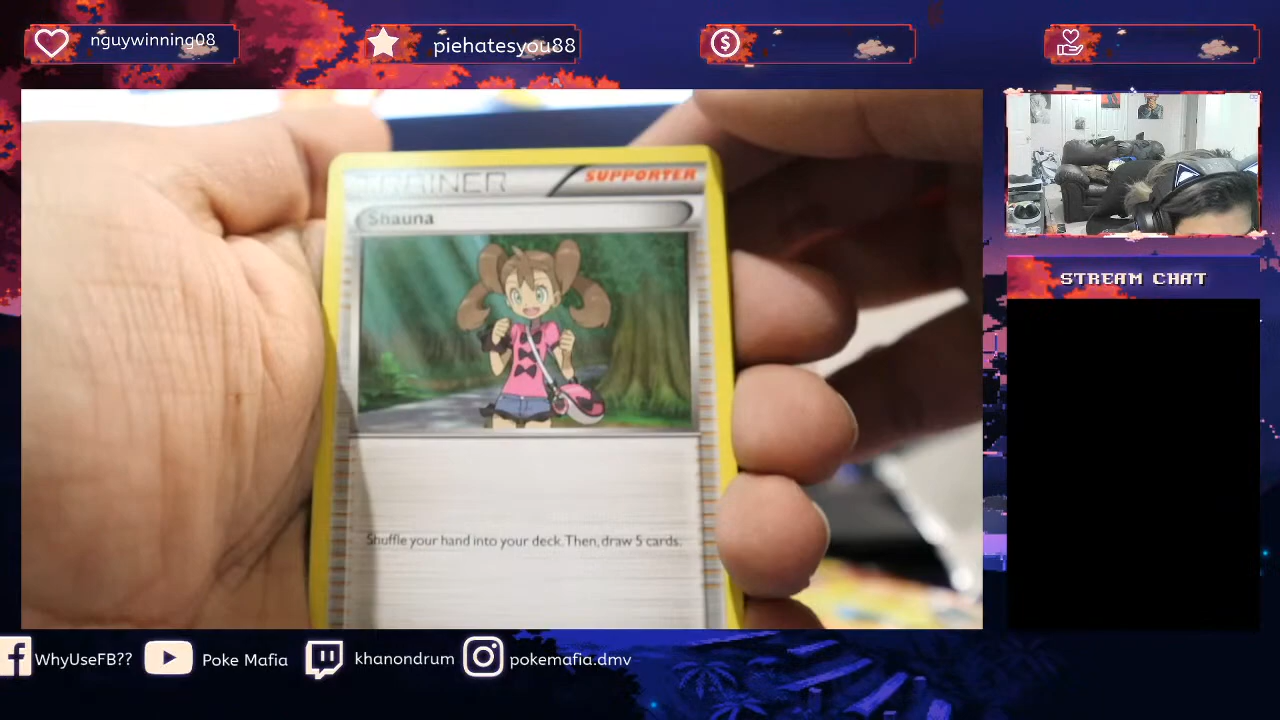 nguywinning08
piehatesyou88
TRAINER
SUPPORTER
Shauna
Shuffle your hand into your deck. Then, draw 5 cards.
STREAM CHAT
WhyUseFB??
Poke Mafia
khanondrum
pokemafia.dmv